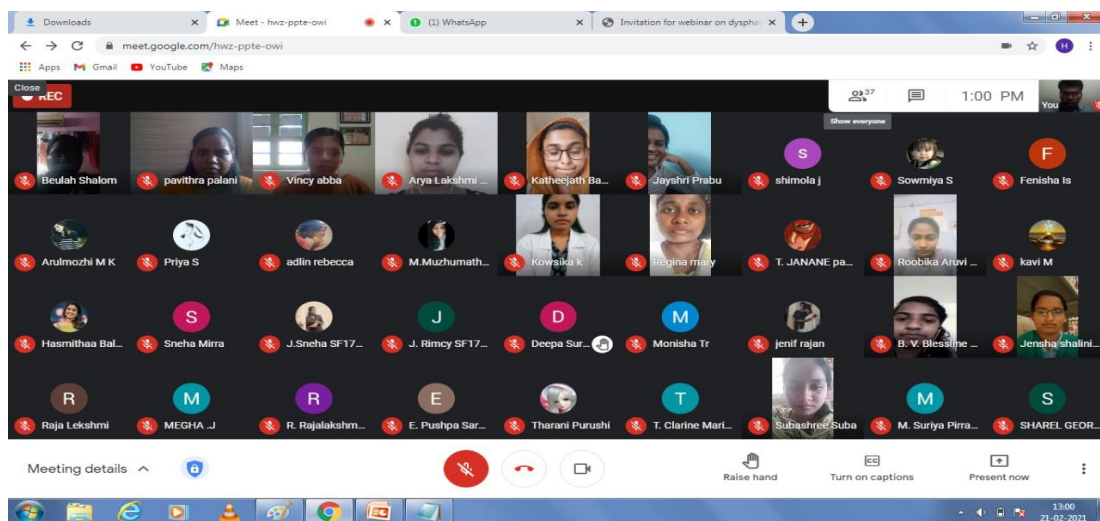 Downloads
Meet - hwz-ppte-owi
(1) WhatsApp
Invitation for webinar on dyspha
meet.google.com/hwz-ppte-owi
H
Apps
Gmail
YouTube
Maps
Close
REC
37
1:00 PM
You
Show everyone
s
F
Beulah Shalom
pavithra palani
Vincy abba
Arya Lakshmi ...
Katheejath Ba...
Jayshri Prabu
shimola j
Sowmiya S
Fenisha Is
Arulmozhi M K
Priya S
adlin rebecca
M.Muzhumath...
Kowsika k
Regina mary
T. JANANE pa...
Roobika Aruvi ...
kavi M
S
J
D
M
Hasmithaa Bal...
Sneha Mirra
J.Sneha SF17...
J. Rimcy SF17...
Deepa Sur...
Monisha Tr
jenif rajan
B. V. Blessline ...
Jensha shalini...
R
M
R
E
T
M
S
Raja Lekshmi
MEGHA .J
R. Rajalakshm...
E. Pushpa Sar...
Tharani Purushi
T. Clarine Mari...
Subashree Suba
M. Suriya Pirra...
SHAREL GEOR...
Meeting details
Raise hand
CC
Turn on captions
Present now
13:00
21-02-2021